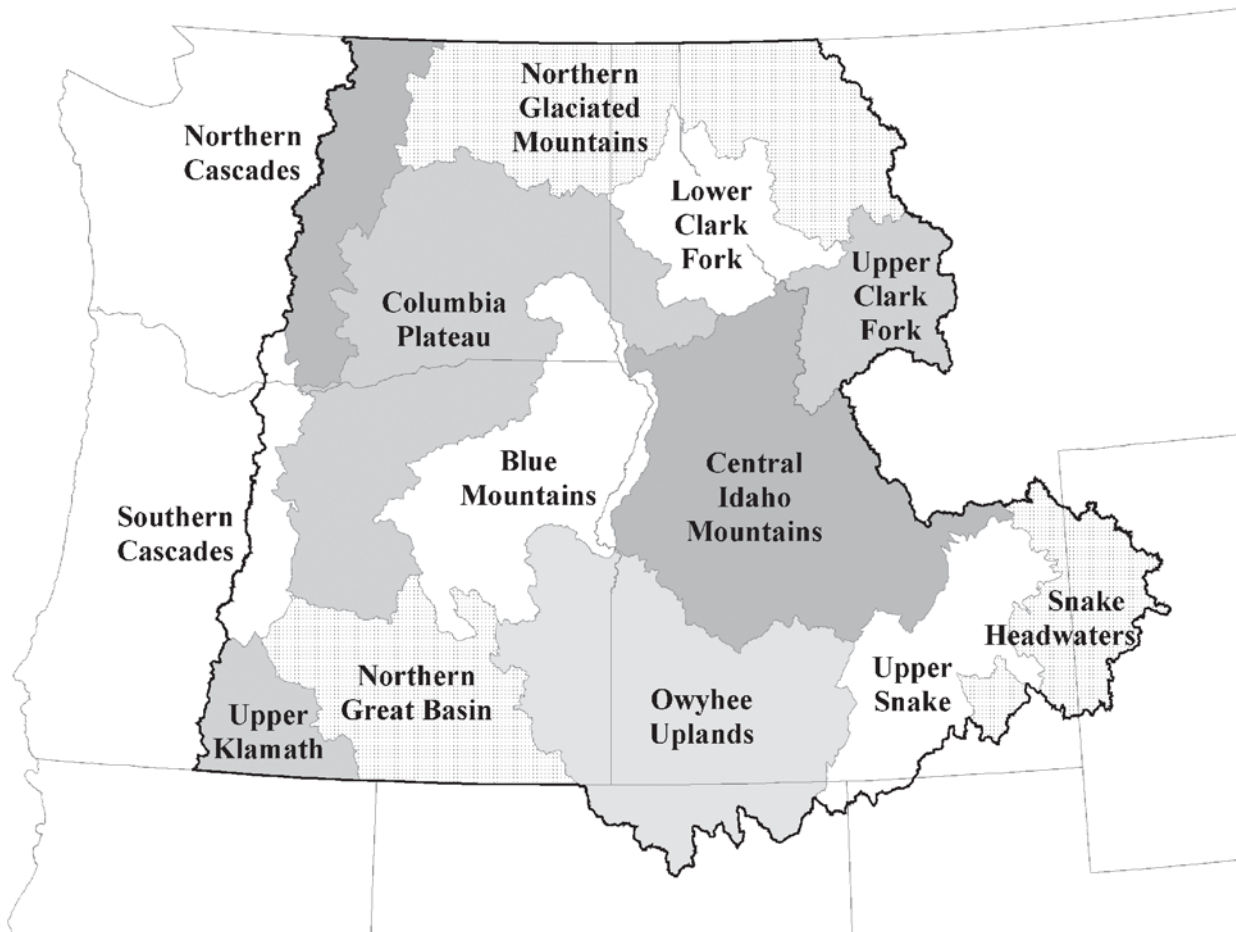 Northern
Glaciated
Mountains
Northern
Cascades
Lower
Clark
Fork
Upper
Clark
Fork
Columbia
Plateau
Blue
Mountains
Central
Idaho
Mountains
Southern
Cascades
Snake
Headwaters
Upper
Snake
Northern
Great Basin
Owyhee
Uplands
Upper
Klamath